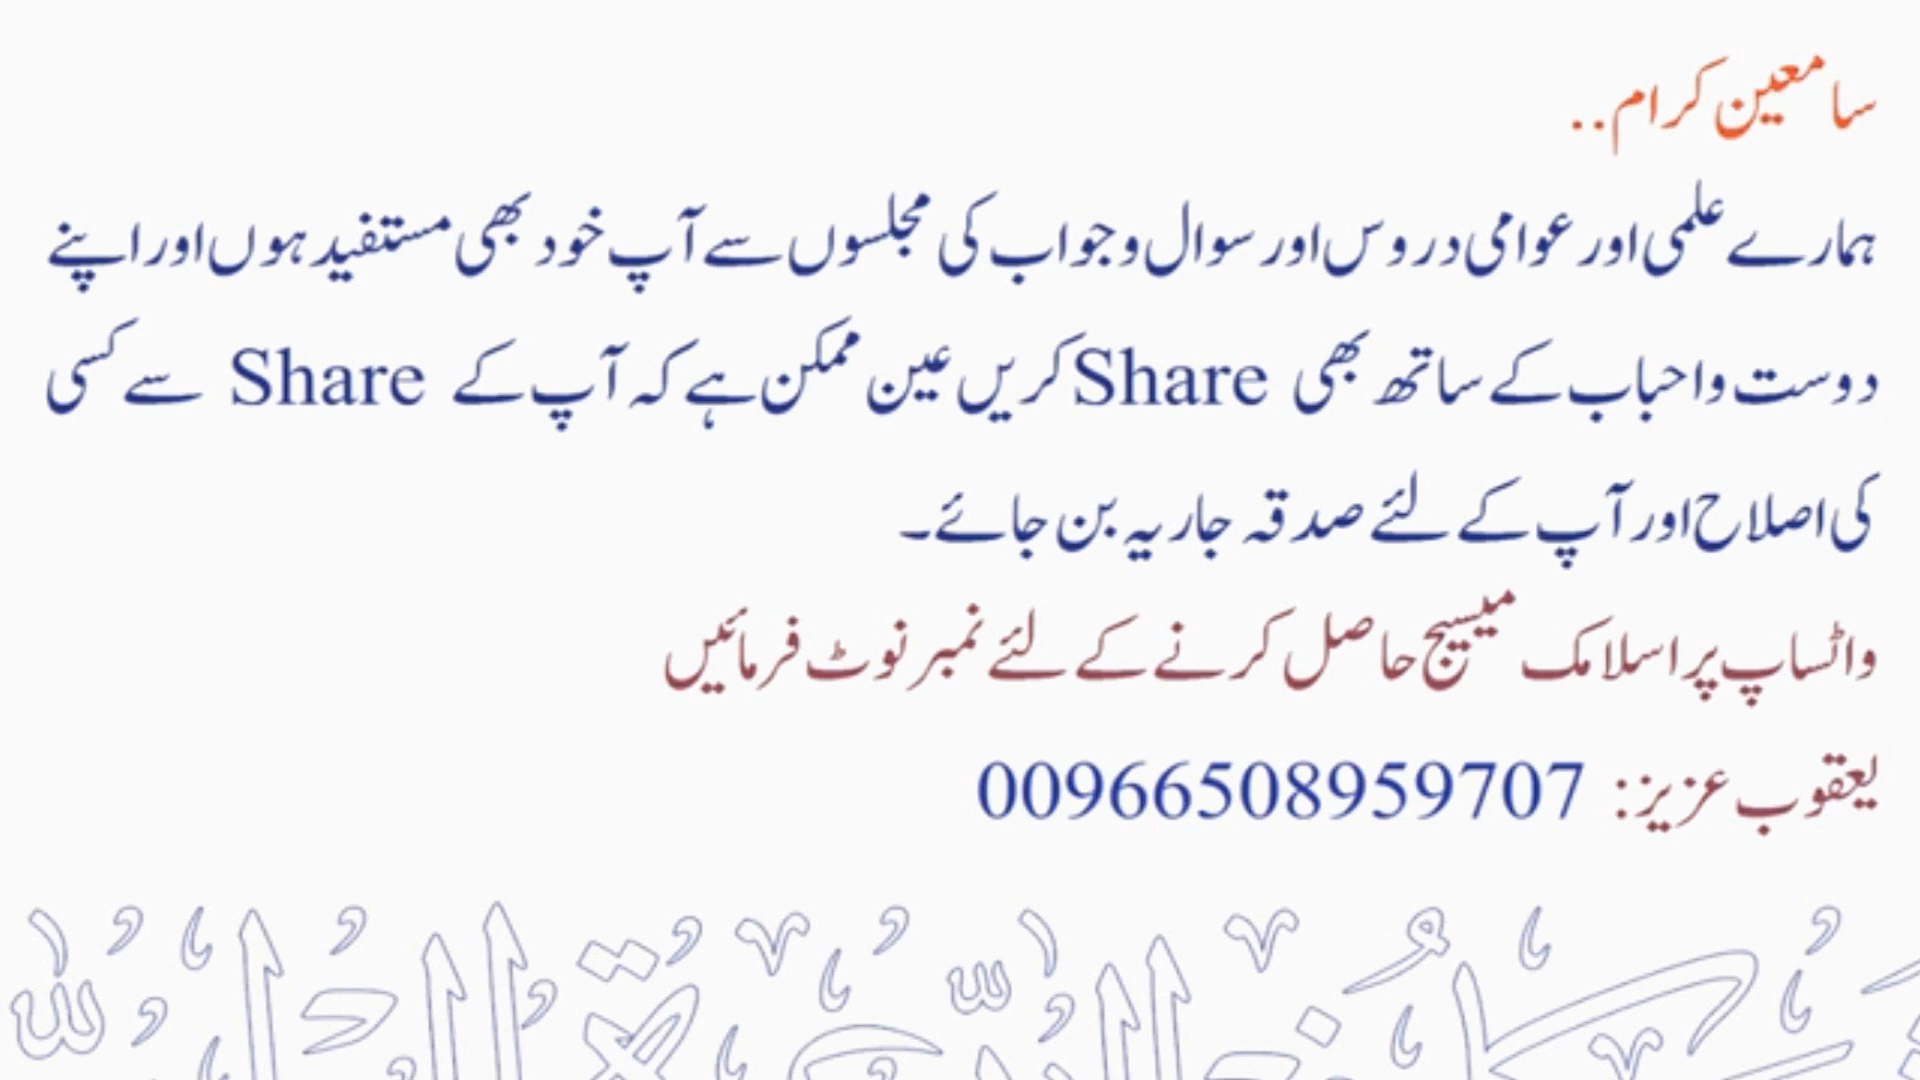 سامعین کرام..
ہمارے علمی اور عوامی دروس اور سوال و جواب کی مجلسوں سے آپ خود بھی مستفید ہوں اور اپنے
دوست و احباب کے ساتھ بھی Share کریں عین ممکن ہے کہ آپ کے Share سے کسی
کی اصلاح اور آپ کے لئے صدقہ جاریہ بن جائے۔
واٹساپ پر اسلامک میسیج حاصل کرنے کے لئے نمبر نوٹ فرمائیں
یعقوب عزیز: 00966508959707